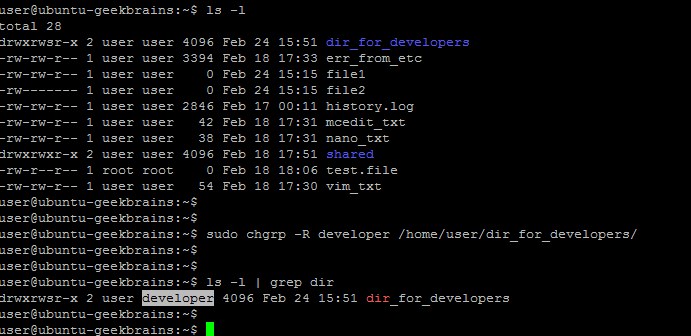 user@ubuntu-geekbrains:~$ ls -l
total 28
drwxrwsr-x 2 user user 4096 Feb 24 15:51 dir_for_developers
-rw-rw-r-- 1 user user 3394 Feb 18 17:33 err_from_etc
-rw-rw-r-- 1 user user    0 Feb 24 15:15 file1
-rw------- 1 user user    0 Feb 24 15:15 file2
-rw-rw-r-- 1 user user 2846 Feb 17 00:11 history.log
-rw-rw-r-- 1 user user   42 Feb 18 17:31 mcedit_txt
-rw-rw-r-- 1 user user   38 Feb 18 17:31 nano_txt
drwxrwxr-x 2 user user 4096 Feb 18 17:51 shared
-rw-r--r-- 1 root root    0 Feb 18 18:06 test.file
-rw-rw-r-- 1 user user   54 Feb 18 17:30 vim_txt
user@ubuntu-geekbrains:~$
user@ubuntu-geekbrains:~$
user@ubuntu-geekbrains:~$ sudo chgrp -R developer /home/user/dir_for_developers/
user@ubuntu-geekbrains:~$
user@ubuntu-geekbrains:~$
user@ubuntu-geekbrains:~$ ls -l | grep dir
drwxrwsr-x 2 user developer 4096 Feb 24 15:51 dir_for_developers
user@ubuntu-geekbrains:~$
user@ubuntu-geekbrains:~$